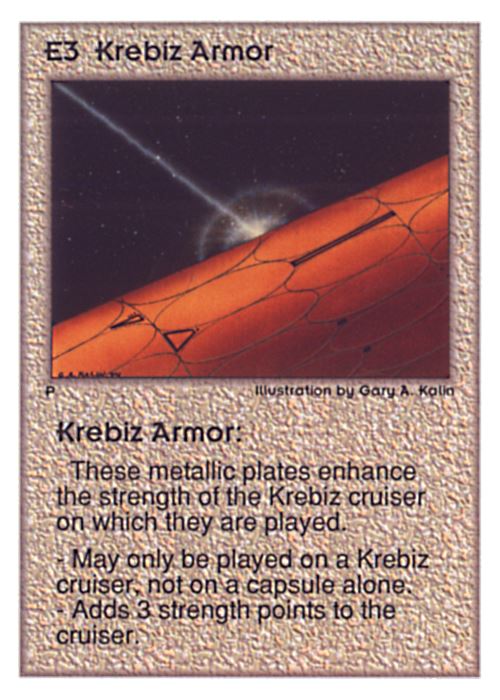 E3 Krebiz Armor
G.A. KALIN '94
P
Illustration by Gary A. Kalin
Krebiz Armor:
These metallic plates enhance
the strength of the Krebiz cruiser
on which they are played.
- May only be played on a Krebiz
cruiser, not on a capsule alone.
- Adds 3 strength points to the
cruiser.